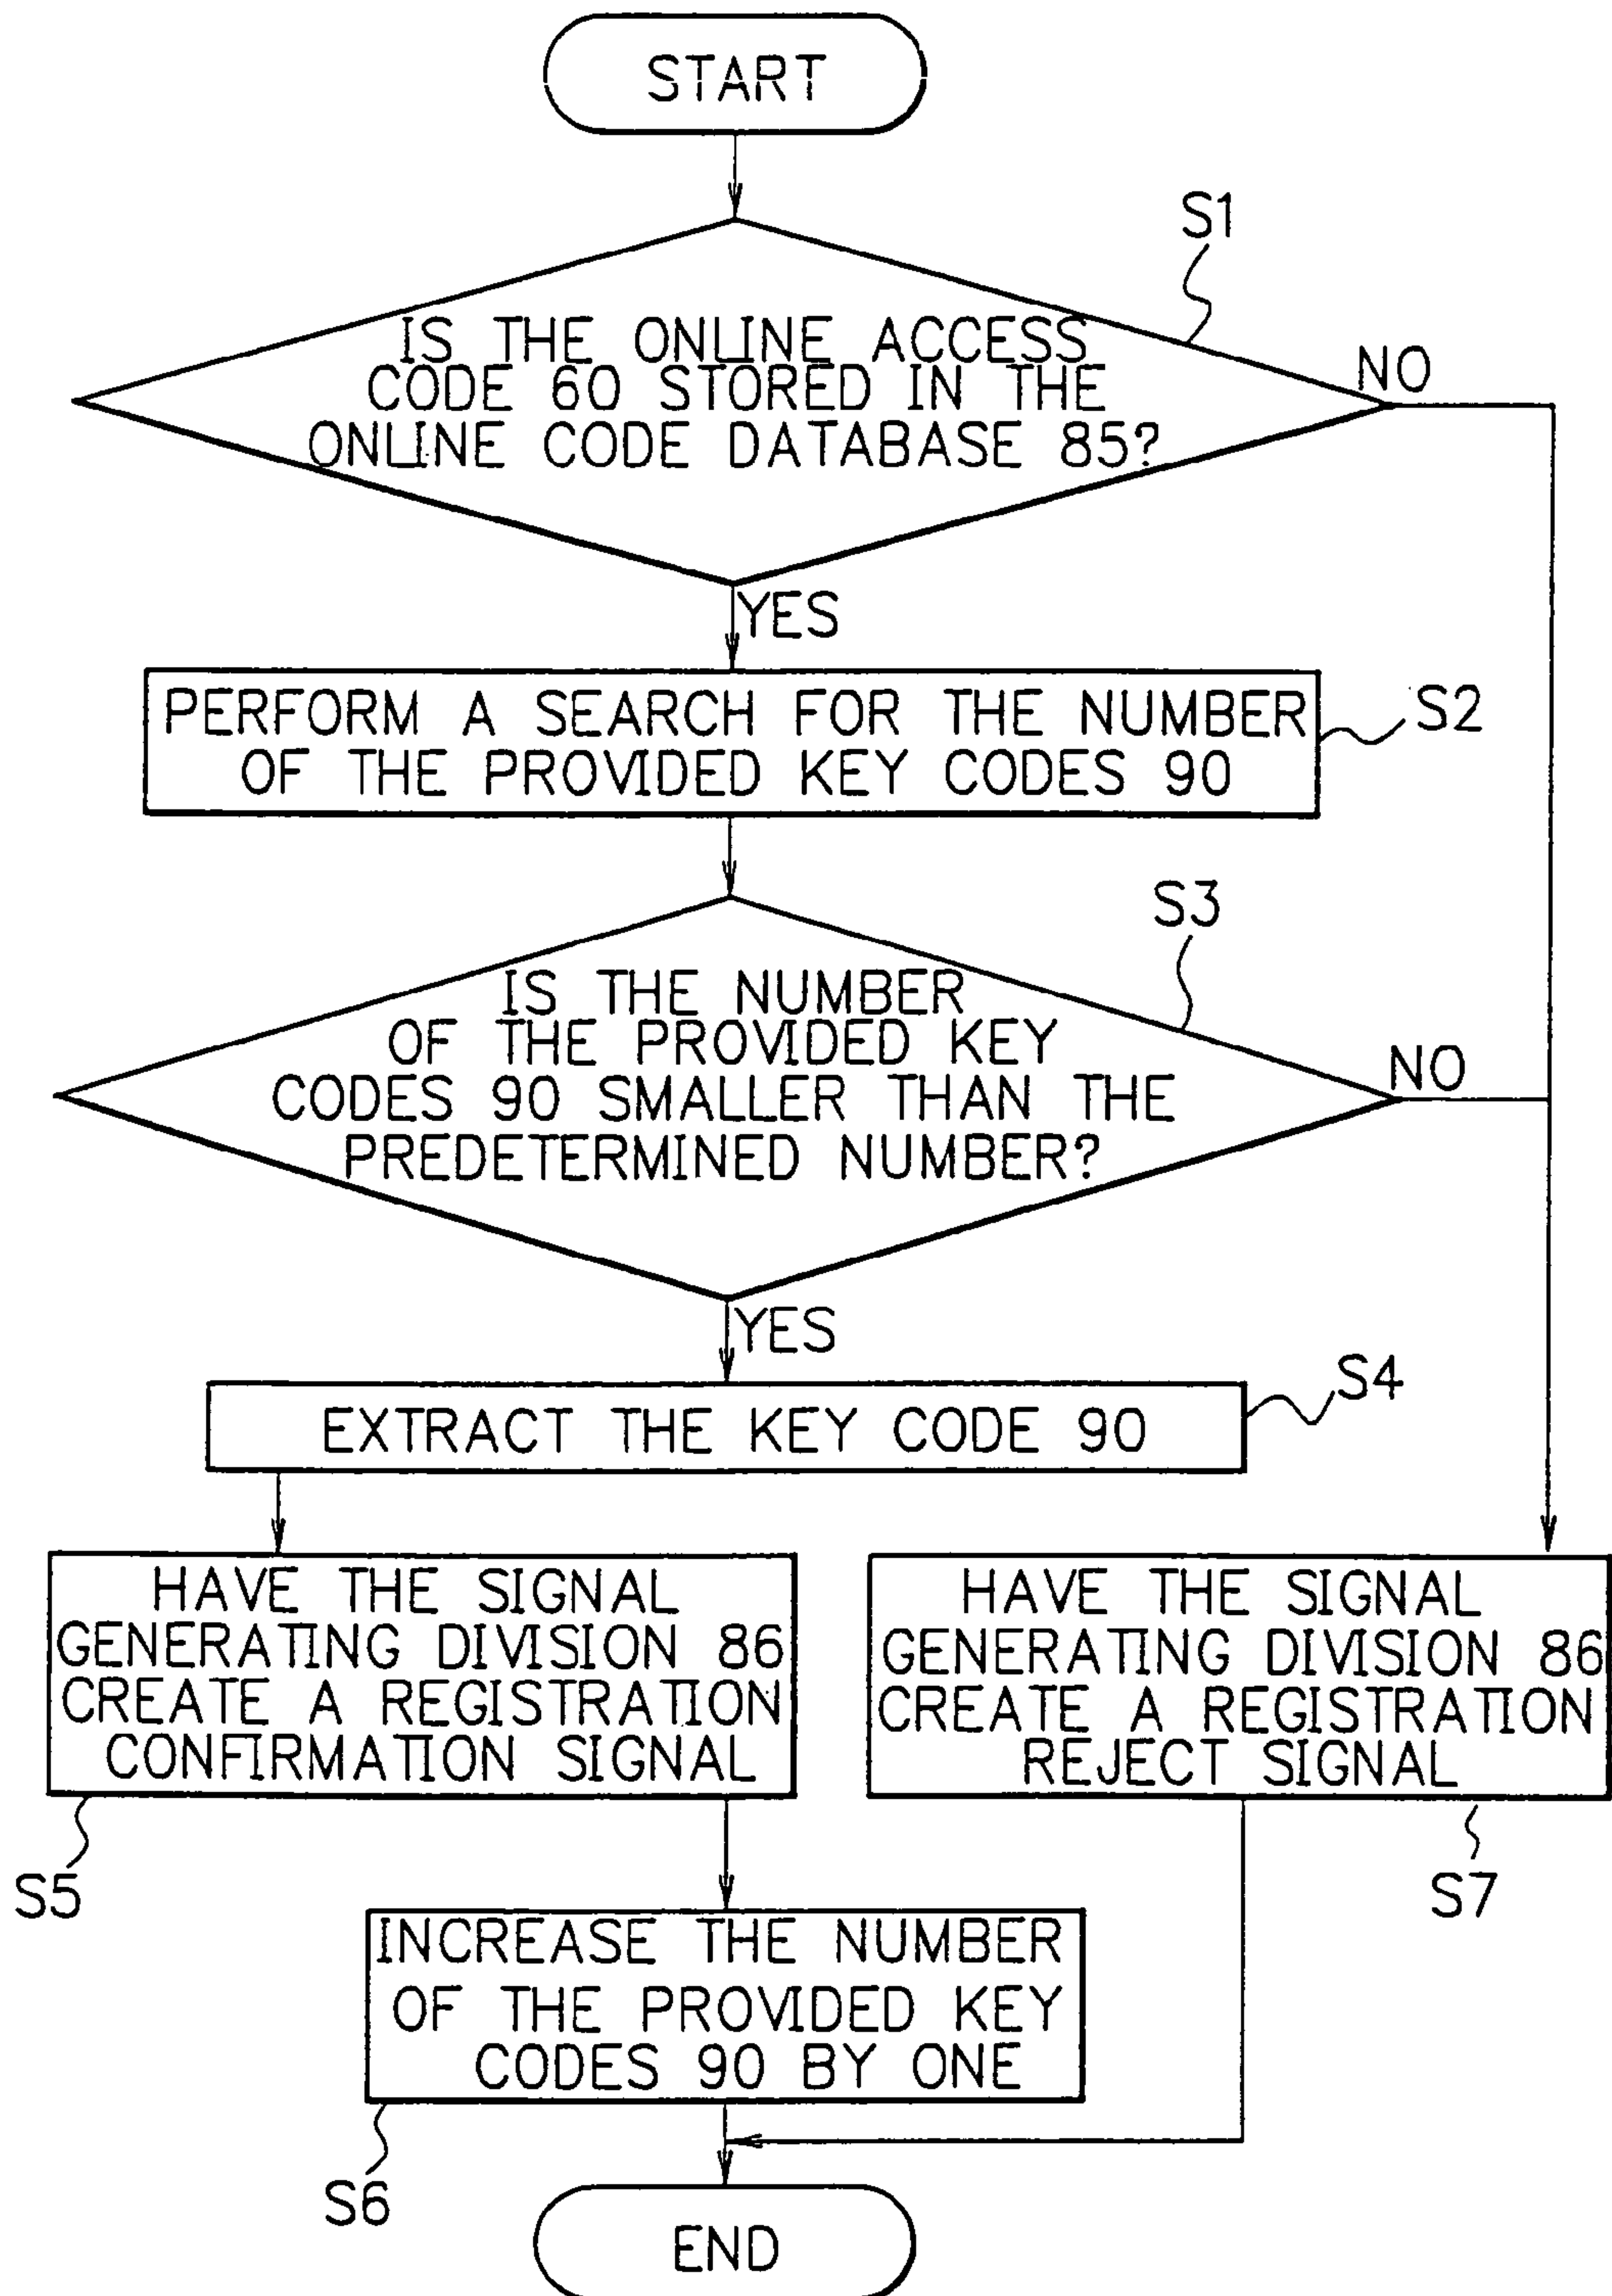 START
S1
IS THE ONLINE ACCESS
CODE 60 STORED IN THE
ONLINE CODE DATABASE 85?
NO
YES
PERFORM A SEARCH FOR THE NUMBER
OF THE PROVIDED KEY CODES 90
S2
S3
IS THE NUMBER
OF THE PROVIDED KEY
CODES 90 SMALLER THAN THE
PREDETERMINED NUMBER?
NO
YES
S4
EXTRACT THE KEY CODE 90
HAVE THE SIGNAL
GENERATING DIVISION 86
CREATE A REGISTRATION
CONFIRMATION SIGNAL
S5
HAVE THE SIGNAL
GENERATING DIVISION 86
CREATE A REGISTRATION
REJECT SIGNAL
S7
INCREASE THE NUMBER
OF THE PROVIDED KEY
CODES 90 BY ONE
S6
END